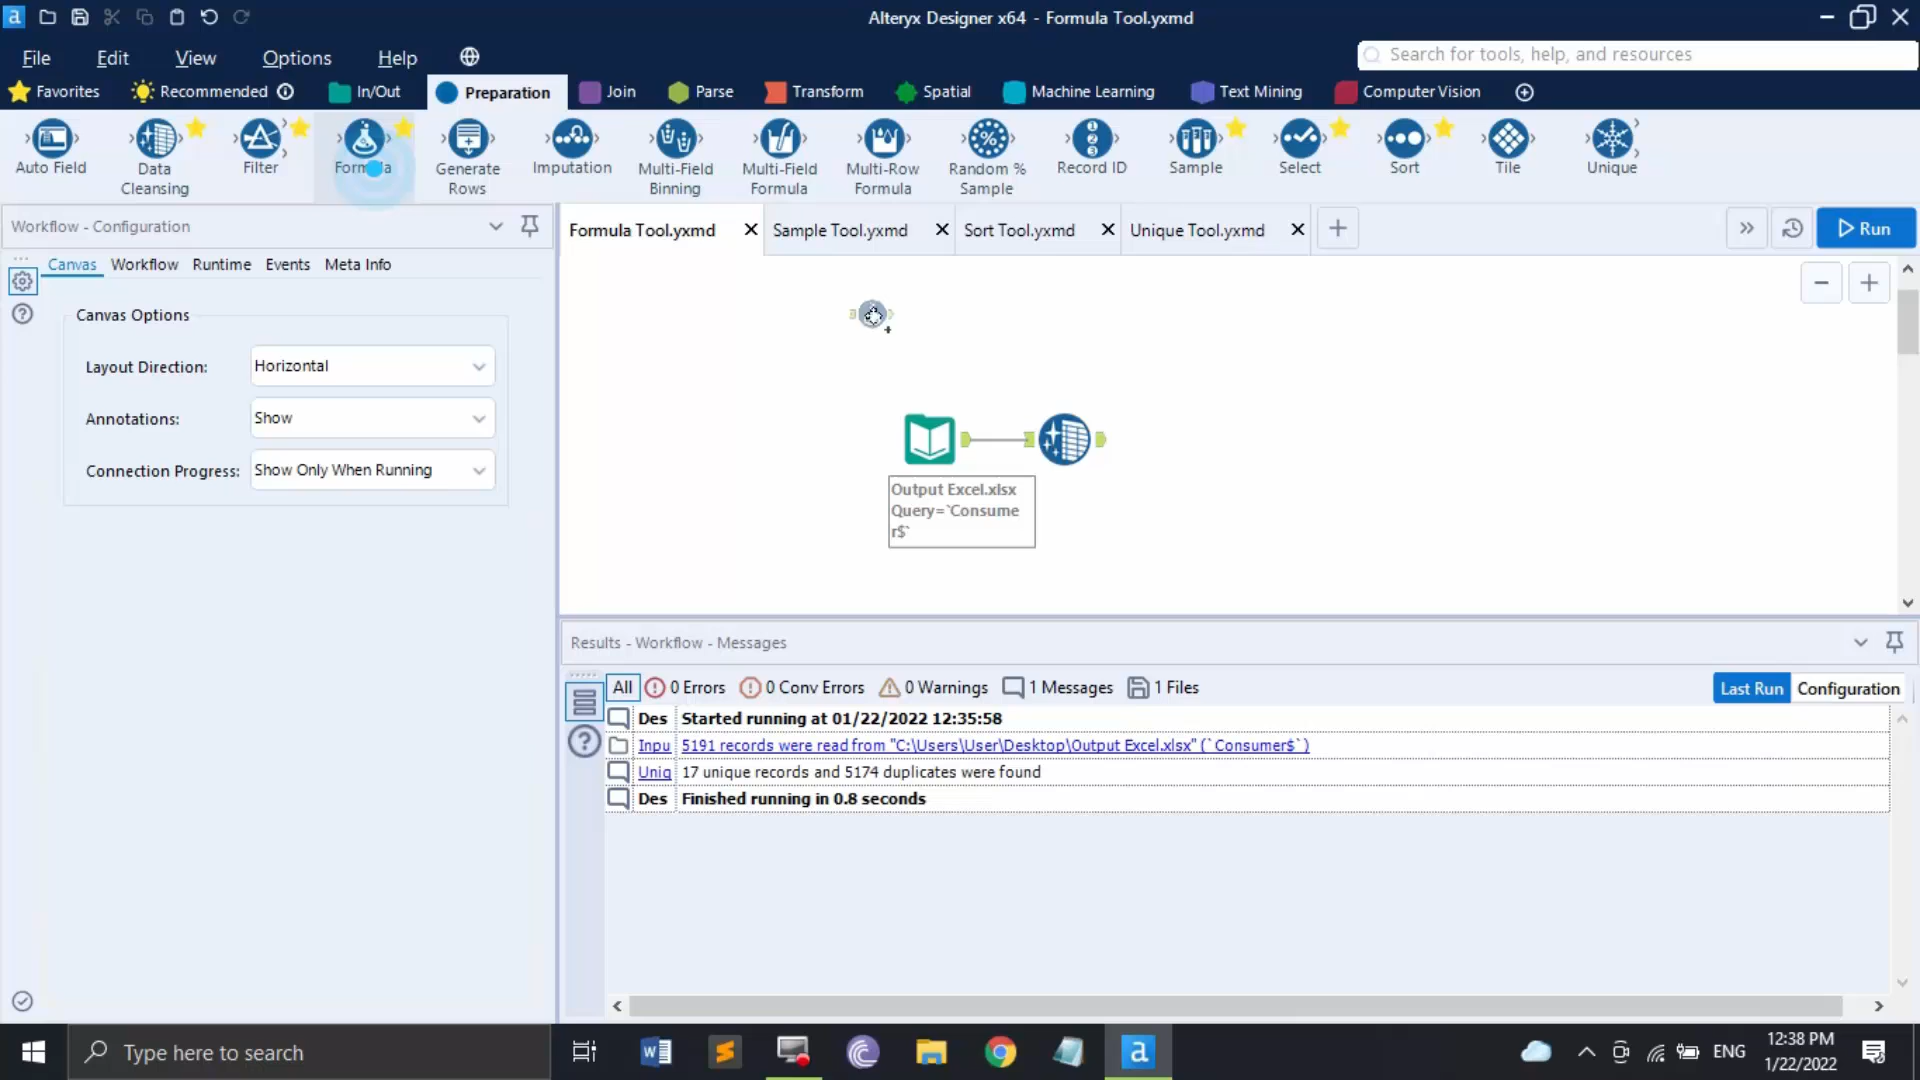 Alteryx Designer x64 - Formula Tool.yxmd
File Edit View Options Help
Search for tools, help, and resources
Favorites Recommended In/Out Preparation Join Parse Transform Spatial Machine Learning Text Mining Computer Vision
Auto Field
Data
Cleansing
Filter
Formula
Generate
Rows
Imputation
Multi-Field
Binning
Multi-Field
Formula
Multi-Row
Formula
Random %
Sample
Record ID
Sample
Select
Sort
Tile
Unique
Workflow - Configuration
Formula Tool.yxmd Sample Tool.yxmd Sort Tool.yxmd Unique Tool.yxmd
Run
Canvas Workflow Runtime Events Meta Info
Canvas Options
Layout Direction: Horizontal
Annotations: Show
Connection Progress: Show Only When Running
Output Excel.xlsx
Query=`Consume
r$`
Results - Workflow - Messages
All 0 Errors 0 Conv Errors 0 Warnings 1 Messages 1 Files
Last Run Configuration
Des Started running at 01/22/2022 12:35:58
Inpu 5191 records were read from "C:\Users\User\Desktop\Output Excel.xlsx" (`Consumer$`)
Uniq 17 unique records and 5174 duplicates were found
Des Finished running in 0.8 seconds
Type here to search
ENG
12:38 PM
1/22/2022